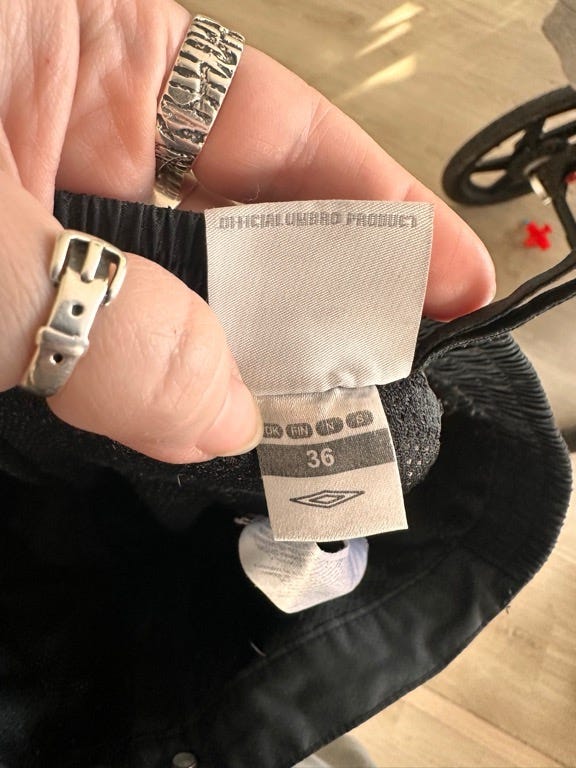 OFFICIAL UMBRO PRODUCT
DK FIN N S
36